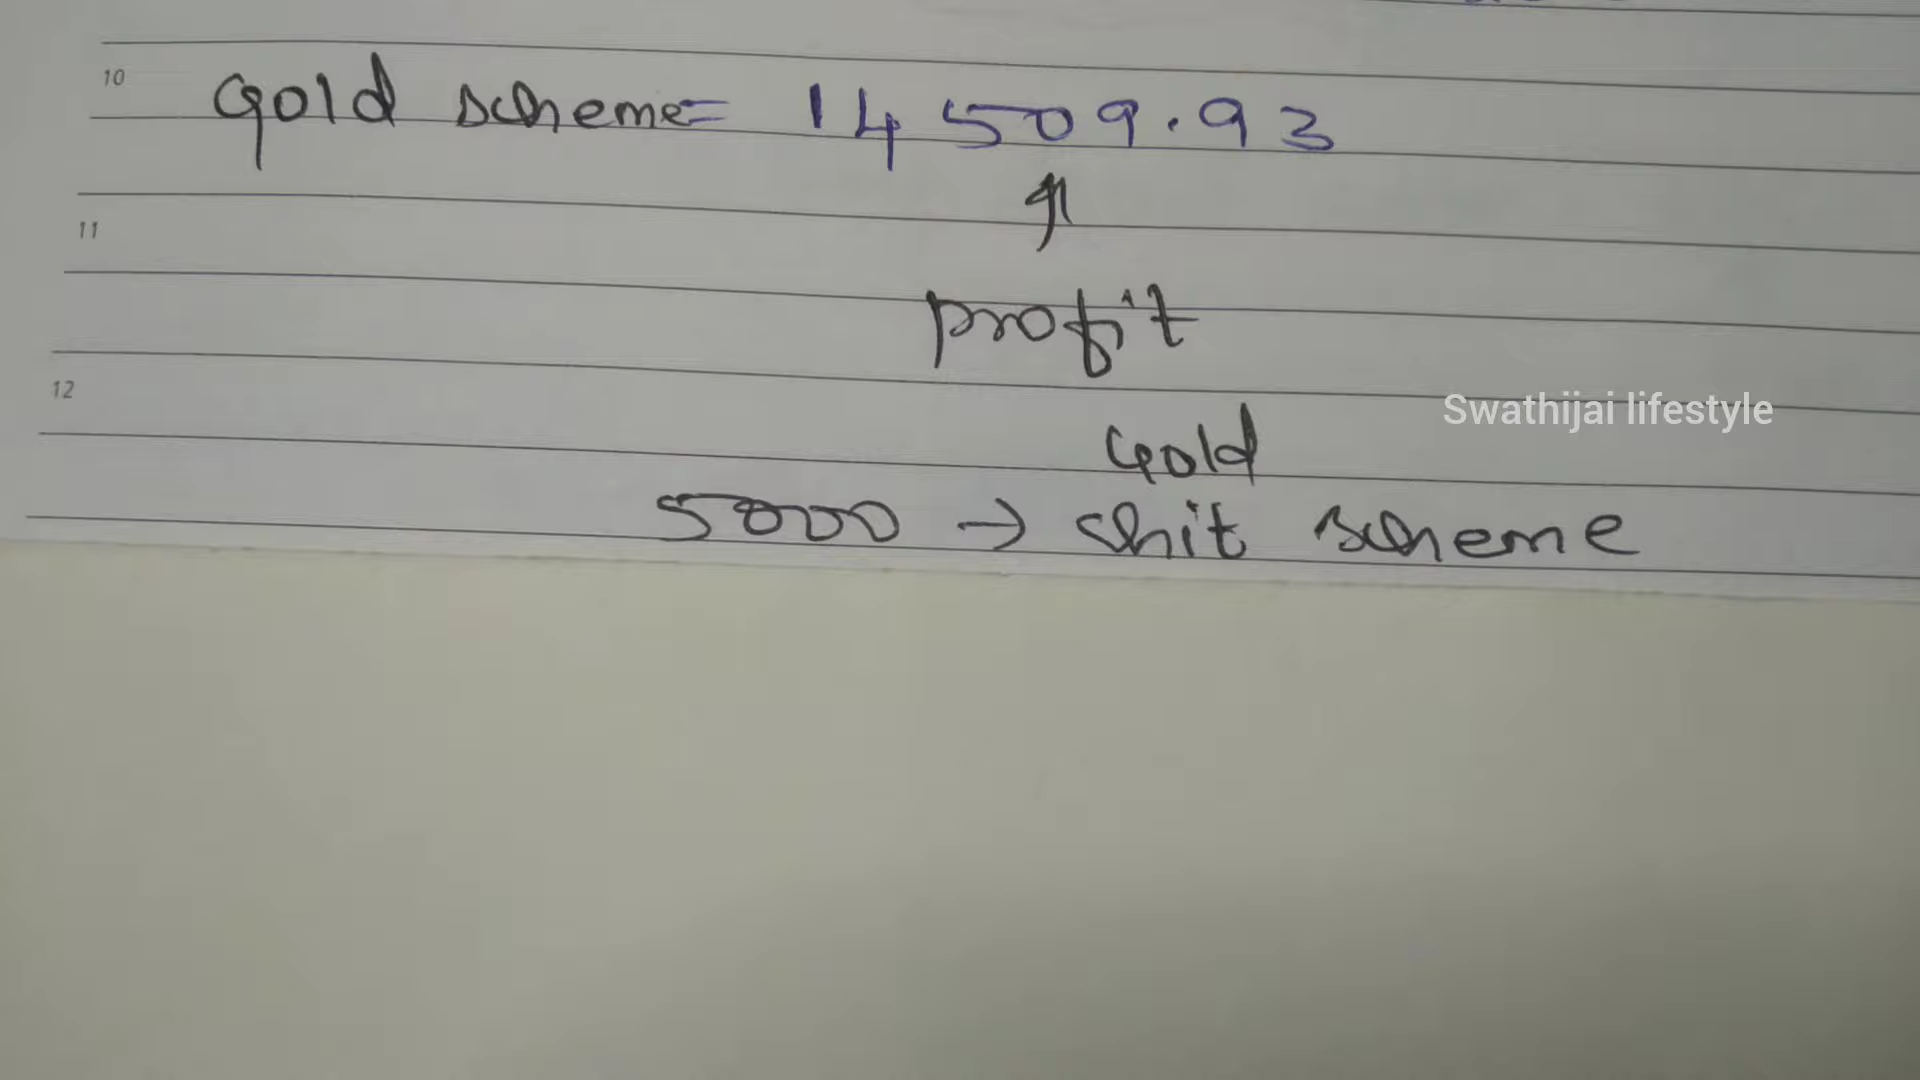 10 Gold scheme= 14509.93
11
profit
12
Swathijai lifestyle
Gold
5000 → chit scheme